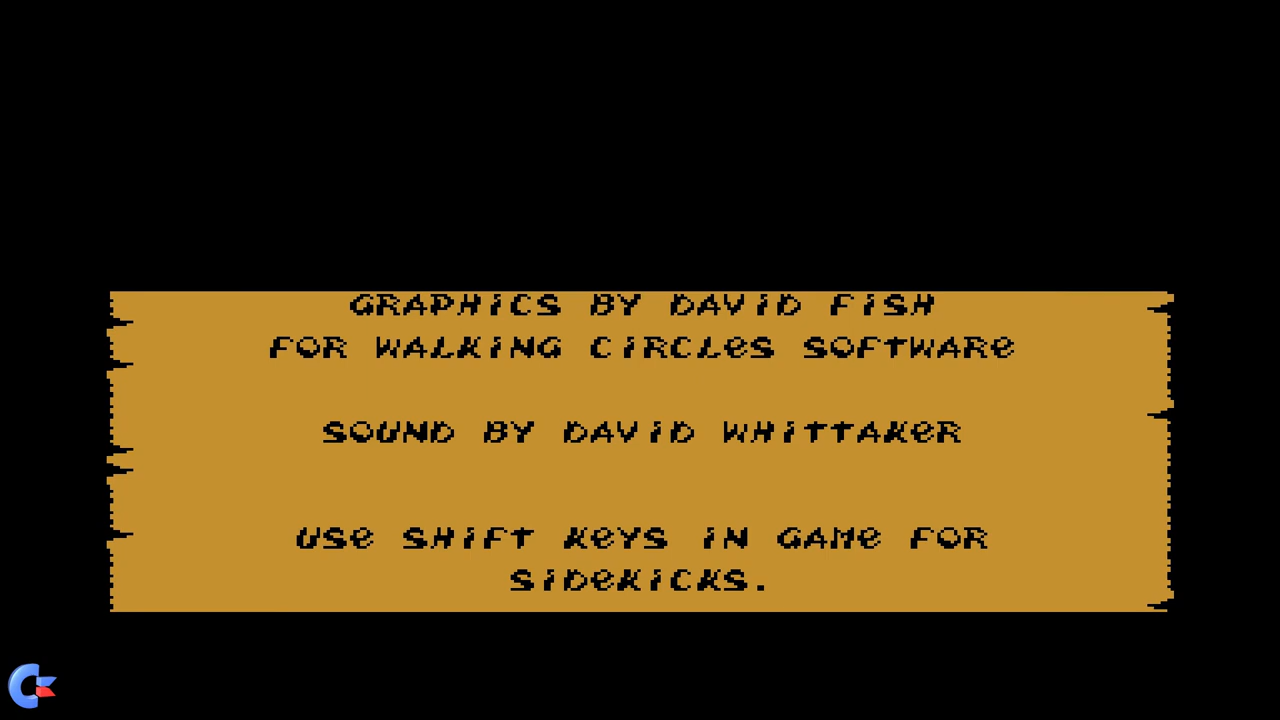 GRAPHICS BY DAVID FISH
FOR WALKING CIRCLES SOFTWARE
SOUND BY DAVID WHITTAKER
USE SHIFT KEYS IN GAME FOR
SIDEKICKS.